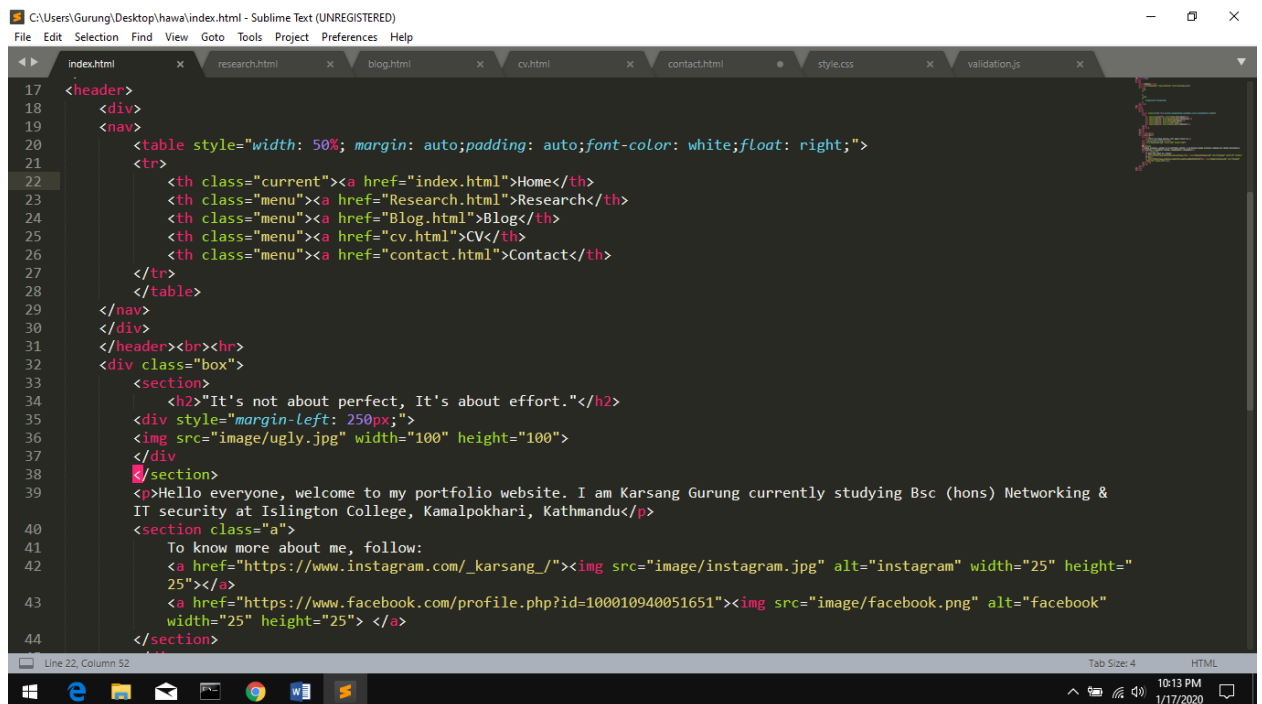 C:\Users\Gurung\Desktop\hawa\index.html - Sublime Text (UNREGISTERED)
File Edit Selection Find View Goto Tools Project Preferences Help
index.html research.html blog.html cv.html contact.html style.css validation.js
17 <header>
18 <div>
19 <nav>
20 <table style="width: 50%; margin: auto;padding: auto;font-color: white;float: right;">
21 <tr>
22 <th class="current"><a href="index.html">Home</th>
23 <th class="menu"><a href="Research.html">Research</th>
24 <th class="menu"><a href="Blog.html">Blog</th>
25 <th class="menu"><a href="cv.html">CV</th>
26 <th class="menu"><a href="contact.html">Contact</th>
27 </tr>
28 </table>
29 </nav>
30 </div>
31 </header><br><hr>
32 <div class="box">
33 <section>
34 <h2>"It's not about perfect, It's about effort."</h2>
35 <div style="margin-left: 250px;">
36 <img src="image/ugly.jpg" width="100" height="100">
37 </div
38 </section>
39 <p>Hello everyone, welcome to my portfolio website. I am Karsang Gurung currently studying Bsc (hons) Networking &
IT security at Islington College, Kamalpokhari, Kathmandu</p>
40 <section class="a">
41 To know more about me, follow:
42 <a href="https://www.instagram.com/_karsang_/"><img src="image/instagram.jpg" alt="instagram" width="25" height="
25"></a>
43 <a href="https://www.facebook.com/profile.php?id=100010940051651"><img src="image/facebook.png" alt="facebook"
width="25" height="25"> </a>
44 </section>
Line 22, Column 52 Tab Size: 4 HTML
10:13 PM
1/17/2020